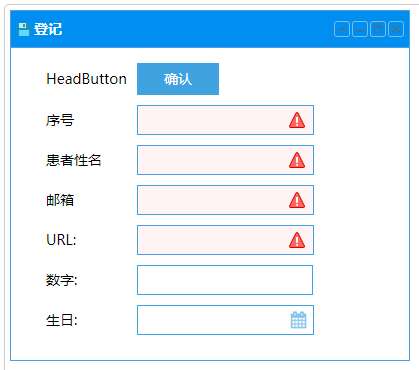 登记
HeadButton 确认
序号
患者性名
邮箱
URL:
数字:
生日: